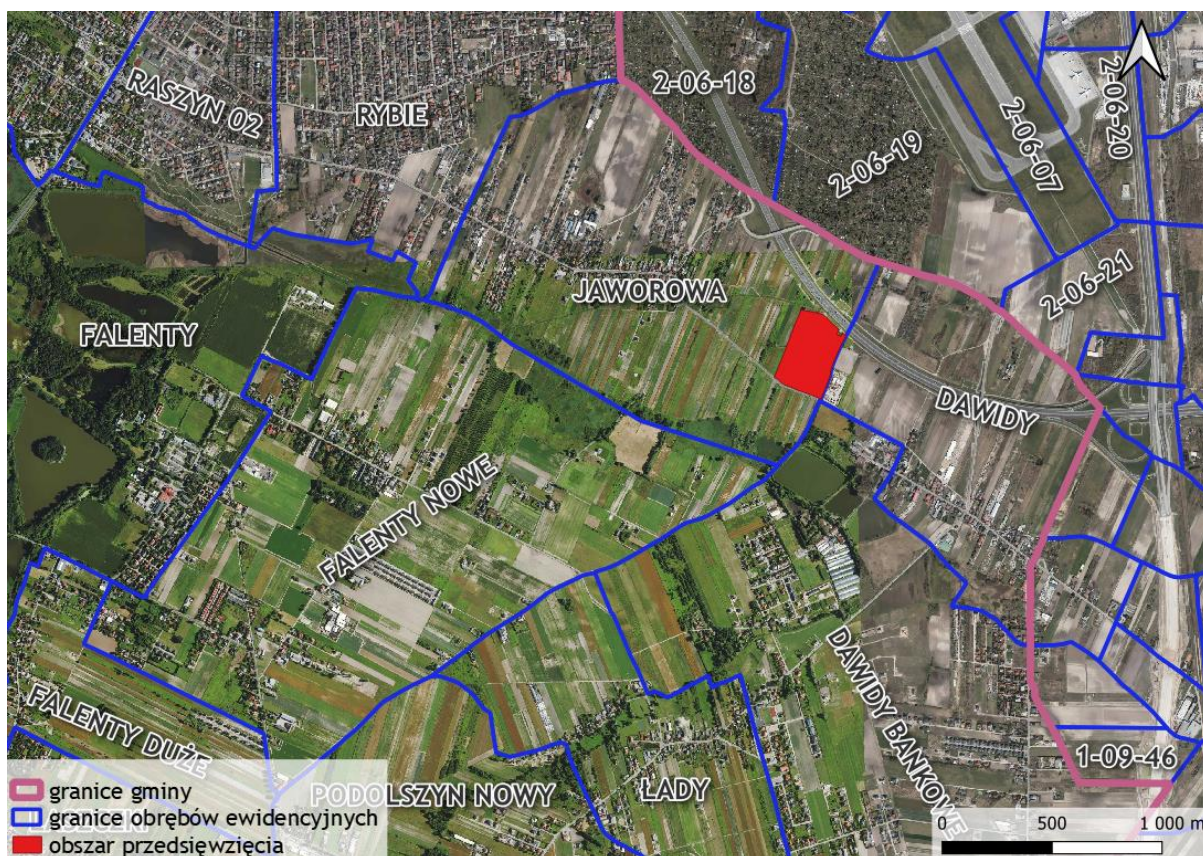 2-06-18
RASZYN 02
RYBIE
2-06-19
2-06-07
2-06-20
2-06-21
JAWOROWA
FALENTY
DAWIDY
FALENTY NOWE
DAWIDY BANKOWE
FALENTY DUŻE
PODOLSZYN NOWY
ŁADY
1-09-46
granice gminy
granice obrębów ewidencyjnych
obszar przedsięwzięcia
0 500 1 000 m